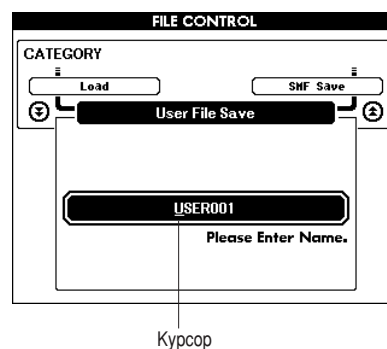 FILE CONTROL
CATEGORY
Load
SMF Save
User File Save
USER001
Please Enter Name.
Курсор